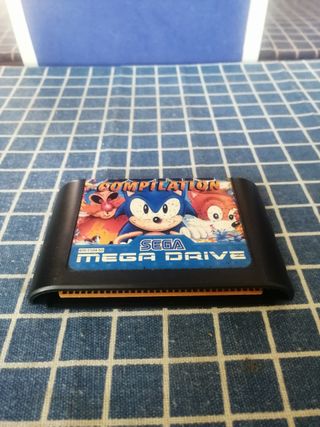 COMPILATION
SEGA
MEGA DRIVE